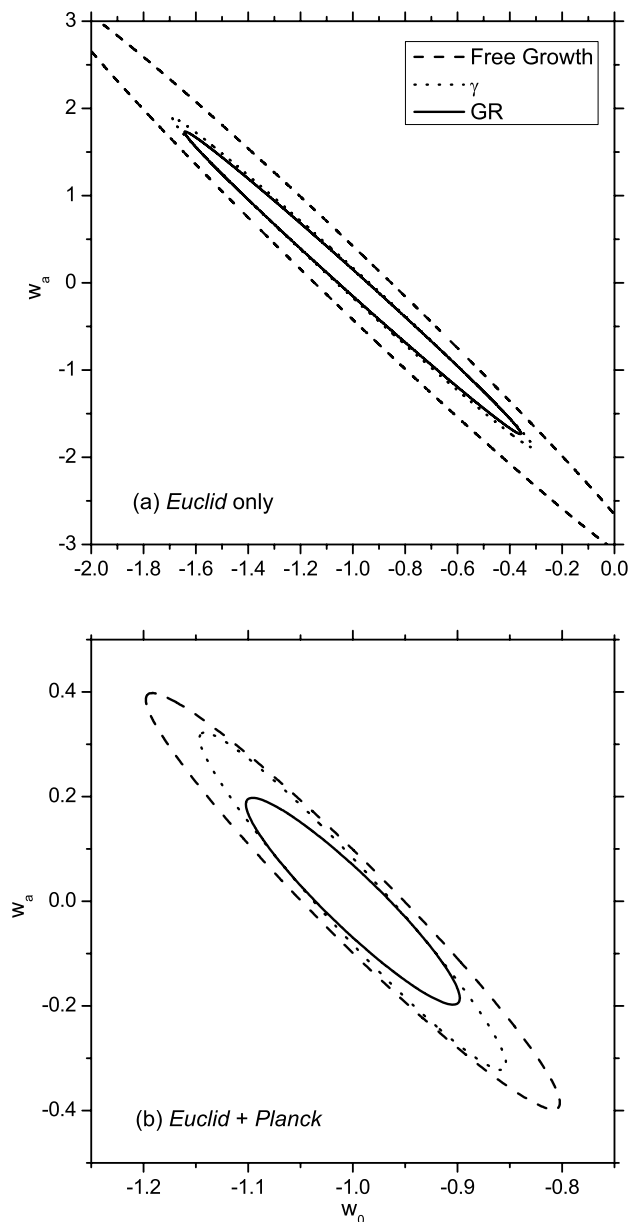 3
2
1
0
-1
-2
-3
w_a
Free Growth
γ
GR
(a) Euclid only
-2.0 -1.8 -1.6 -1.4 -1.2 -1.0 -0.8 -0.6 -0.4 -0.2 0.0
0.4
0.2
0.0
-0.2
-0.4
w_a
(b) Euclid + Planck
-1.2 -1.1 -1.0 -0.9 -0.8
w_0